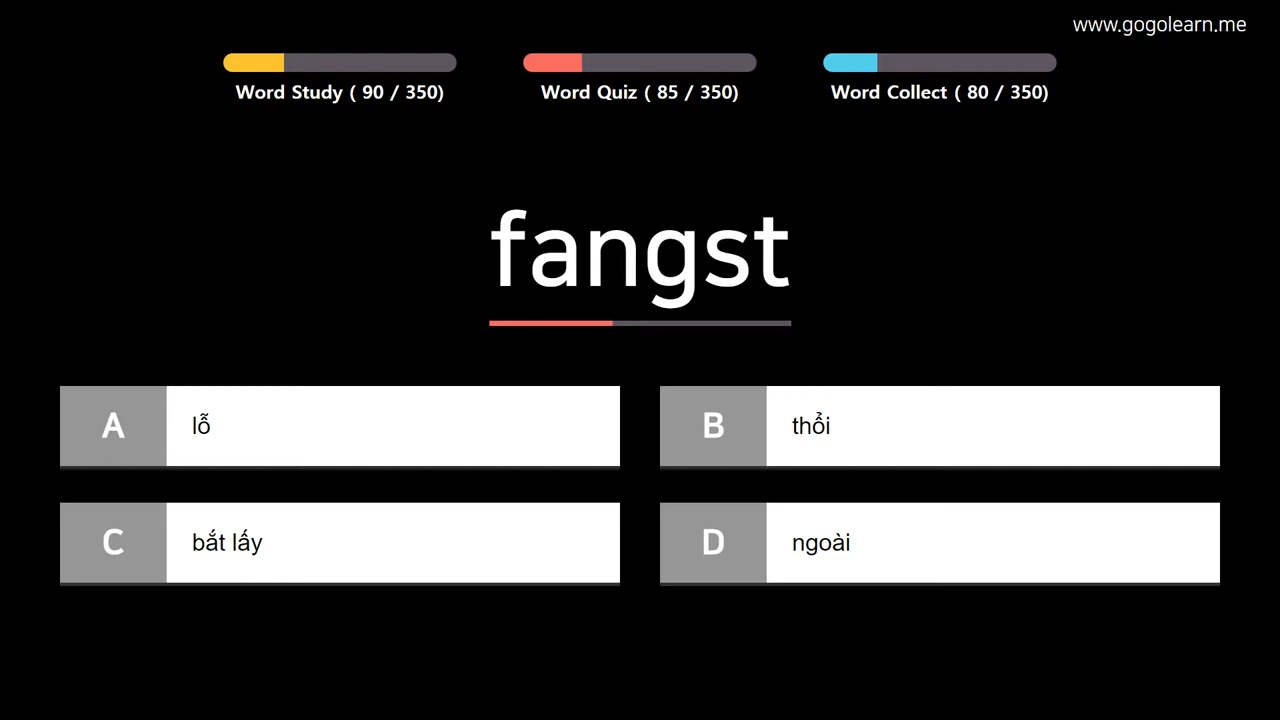 www.gogolearn.me
Word Study ( 90 / 350)
Word Quiz ( 85 / 350)
Word Collect ( 80 / 350)
fangst
A
lỗ
B
thổi
C
bắt lấy
D
ngoài